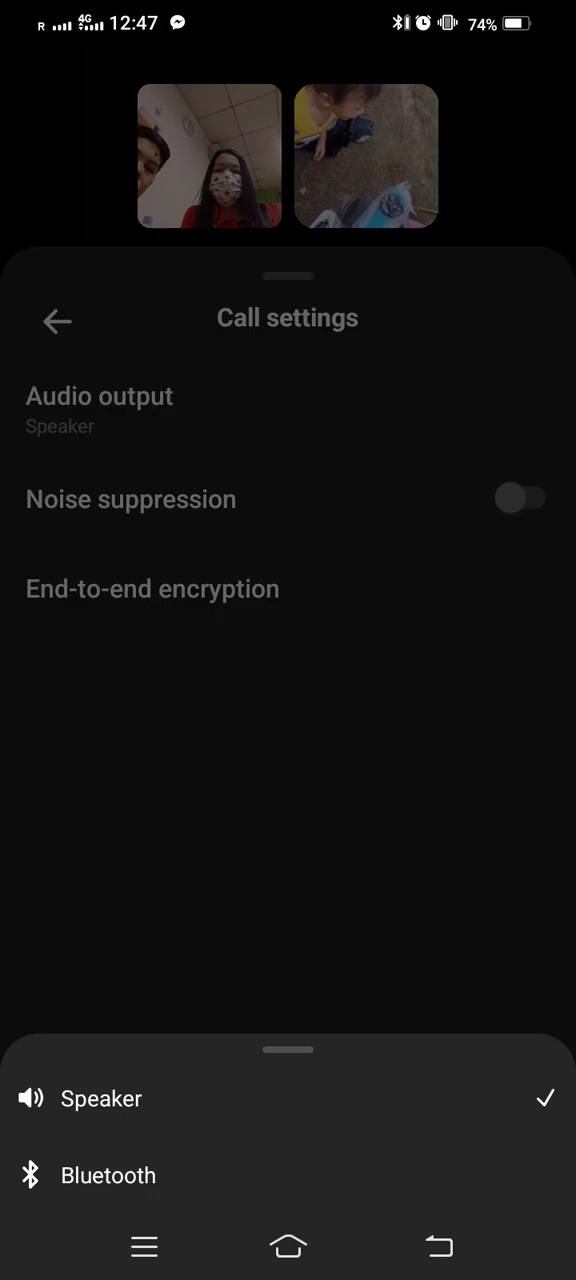 R 4G 12:47 74%
Call settings
Audio output
Speaker
Noise suppression
End-to-end encryption
Speaker
Bluetooth